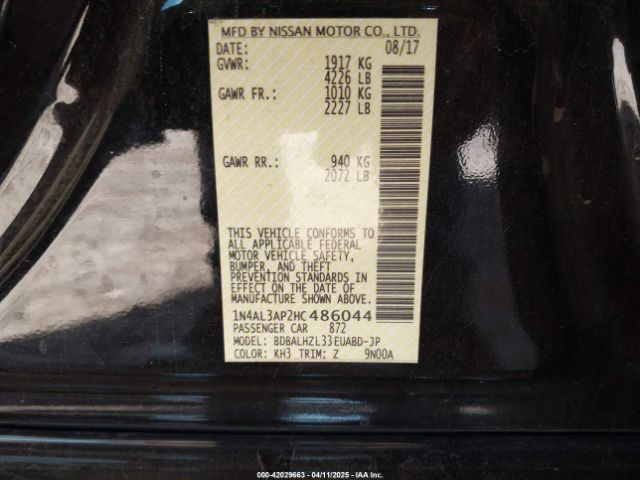 MFD BY NISSAN MOTOR CO., LTD.
DATE: 08/17
GVWR: 1917 KG
4226 LB
GAWR FR.: 1010 KG
2227 LB
GAWR RR.: 940 KG
2072 LB
THIS VEHICLE CONFORMS TO
ALL APPLICABLE FEDERAL
MOTOR VEHICLE SAFETY,
BUMPER, AND THEFT
PREVENTION STANDARDS IN
EFFECT ON THE DATE OF
MANUFACTURE SHOWN ABOVE.
1N4AL3AP2HC486044
PASSENGER CAR 872
MODEL: BDBALHZL33EUABD-JP
COLOR: KH3 TRIM: Z 9N00A
000-42029663 - 04/11/2025 - IAAI.COM